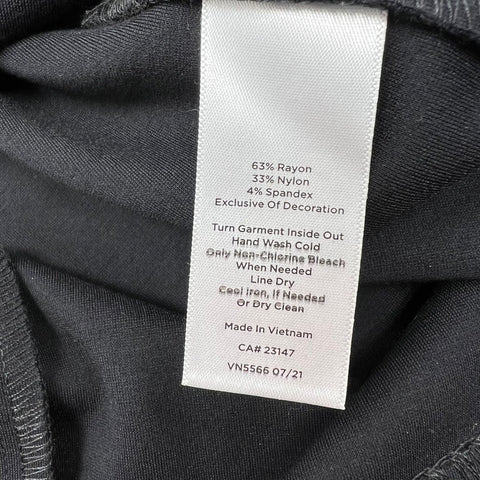 63% Rayon
33% Nylon
4% Spandex
Exclusive Of Decoration
Turn Garment Inside Out
Hand Wash Cold
Only Non-Chlorine Bleach
When Needed
Line Dry
Cool Iron, If Needed
Or Dry Clean
Made In Vietnam
CA# 23147
VN5566 07/21